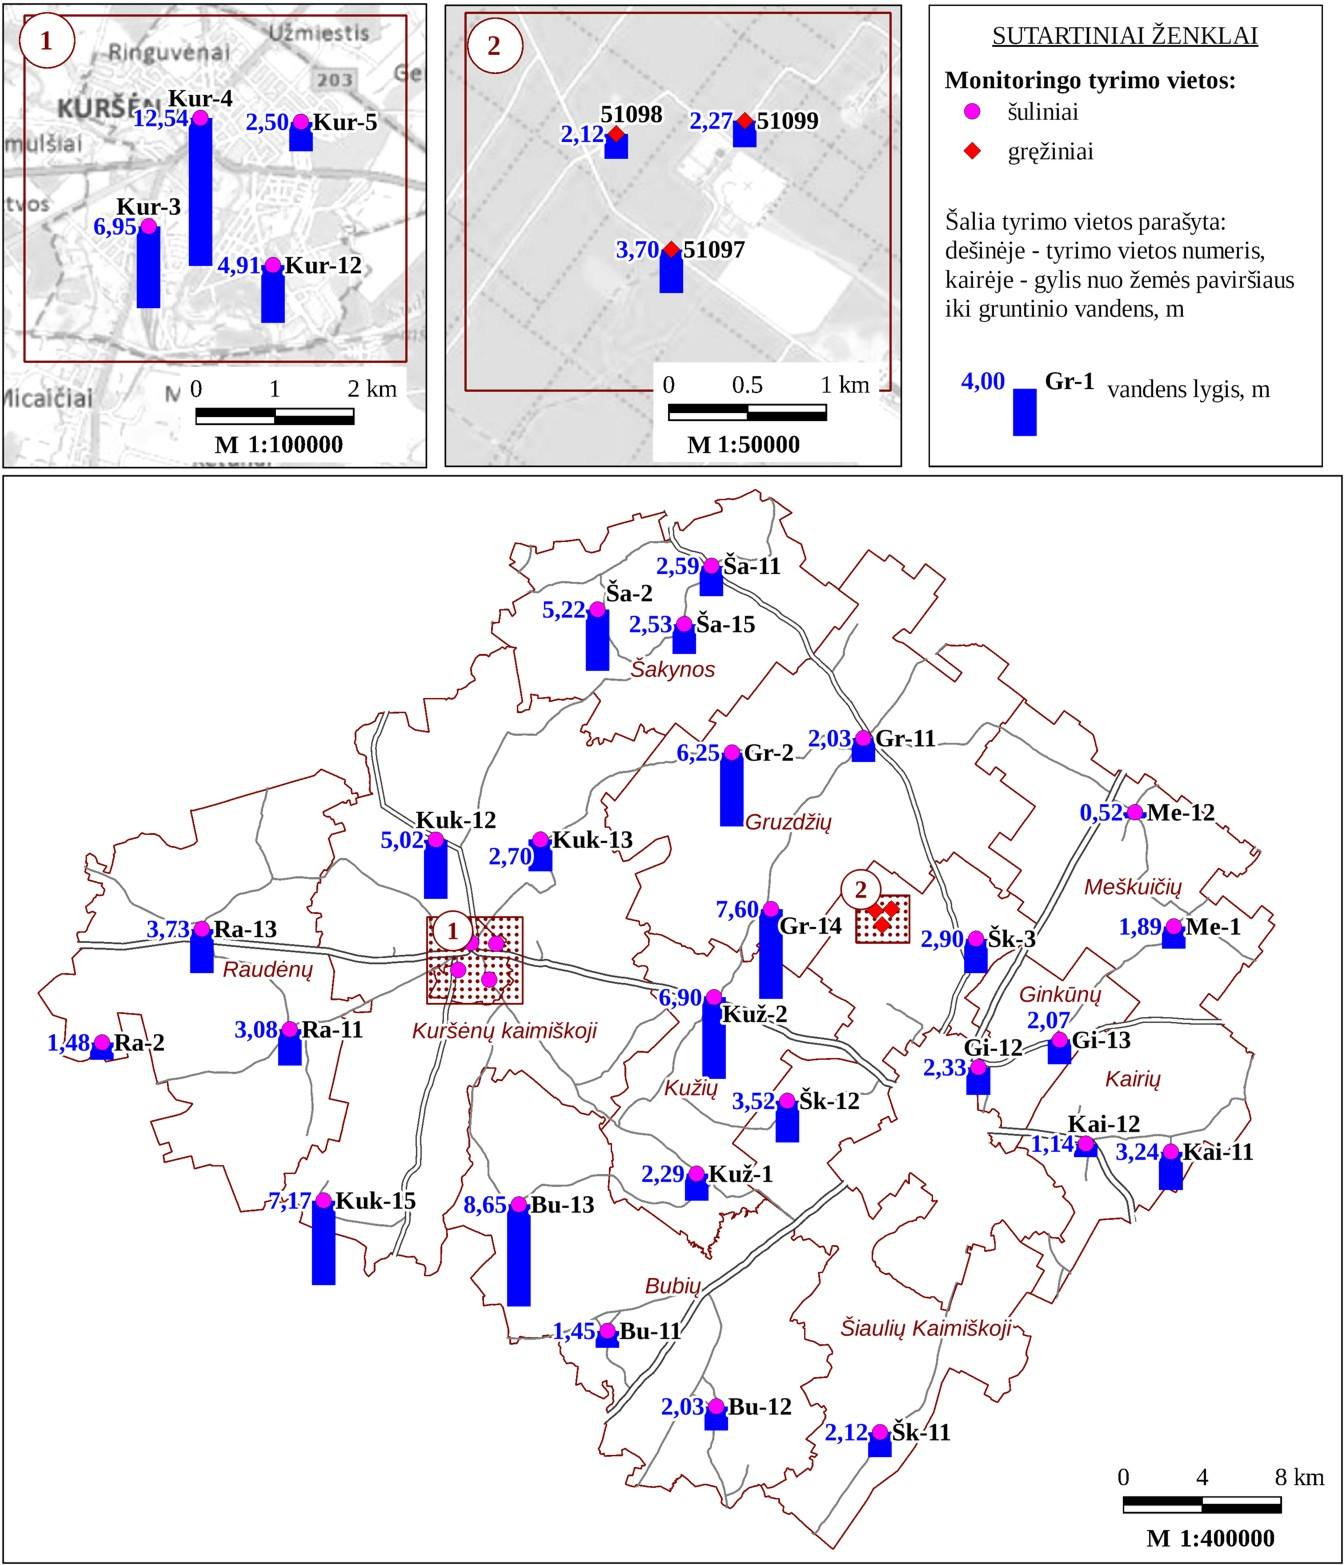 1
Ringuvėnai
Užmiestis
203
Ge
KURŠĖN
Kur-4
12,54
2,50 Kur-5
mulšiai
tvos
Kur-3
6,95
4,91 Kur-12
Micaičiai
M
0 1 2 km
M 1:100000
2
51098
2,12
2,27 51099
3,70 51097
0 0.5 1 km
M 1:50000
SUTARTINIAI ŽENKLAI
Monitoringo tyrimo vietos:
šuliniai
gręžiniai
Šalia tyrimo vietos parašyta:
dešinėje - tyrimo vietos numeris,
kairėje - gylis nuo žemės paviršiaus
iki gruntinio vandens, m
4,00 Gr-1 vandens lygis, m
2,59 Ša-11
Ša-2
5,22
2,53 Ša-15
Šakynos
2,03 Gr-11
6,25 Gr-2
Gruzdžių
0,52 Me-12
Kuk-12
5,02
2,70 Kuk-13
Meškuičių
2
7,60 Gr-14
1,89 Me-1
3,73 Ra-13
1
2,90 Šk-3
Raudėnų
Ginkūnų
6,90 Kuž-2
2,07 Gi-13
Kuršėnų kaimiškoji
3,08 Ra-11
1,48 Ra-2
Gi-12
2,33
Kužių
Kairių
3,52 Šk-12
Kai-12
1,14
3,24 Kai-11
2,29 Kuž-1
7,17 Kuk-15
8,65 Bu-13
Bubių
Šiaulių Kaimiškoji
1,45 Bu-11
2,03 Bu-12
2,12 Šk-11
0 4 8 km
M 1:400000